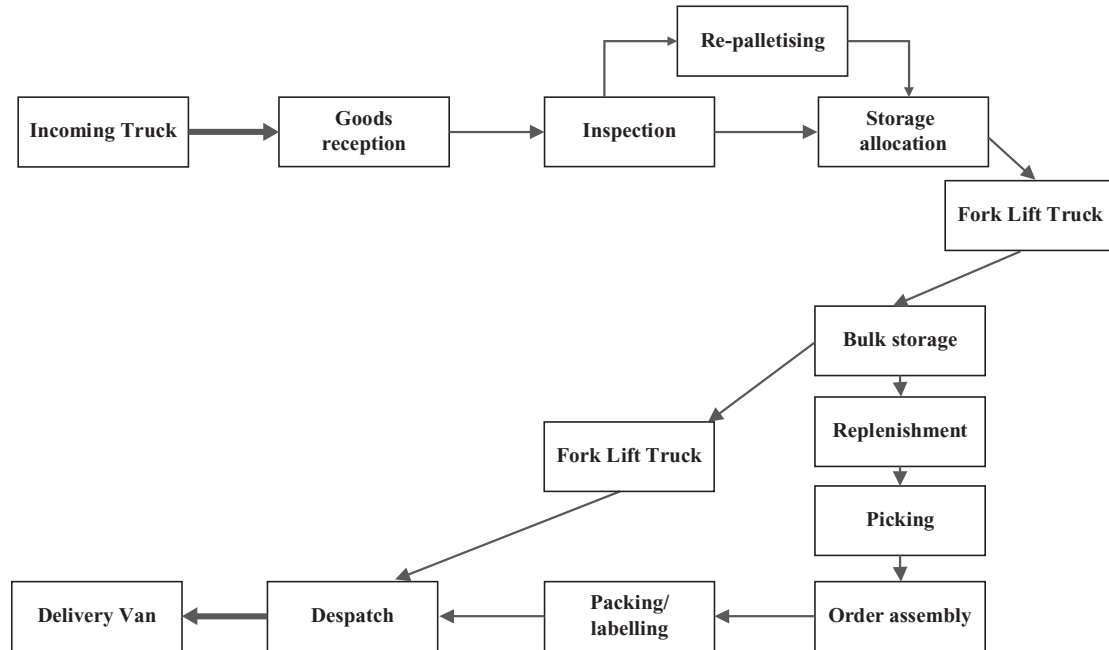 Re-palletising
Incoming Truck
Goods
reception
Inspection
Storage
allocation
Fork Lift Truck
Bulk storage
Replenishment
Fork Lift Truck
Picking
Delivery Van
Despatch
Packing/
labelling
Order assembly